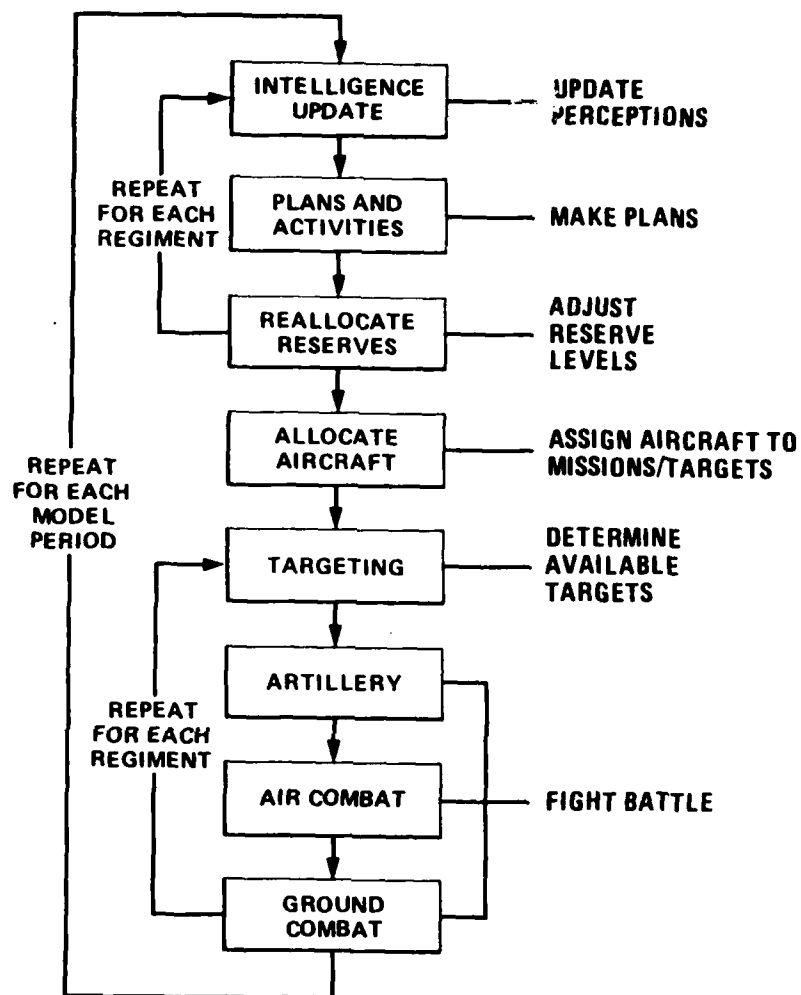 INTELLIGENCE
UPDATE
UPDATE
PERCEPTIONS
REPEAT
FOR EACH
REGIMENT
PLANS AND
ACTIVITIES
MAKE PLANS
REALLOCATE
RESERVES
ADJUST
RESERVE
LEVELS
ALLOCATE
AIRCRAFT
ASSIGN AIRCRAFT TO
MISSIONS/TARGETS
REPEAT
FOR EACH
MODEL
PERIOD
TARGETING
DETERMINE
AVAILABLE
TARGETS
ARTILLERY
REPEAT
FOR EACH
REGIMENT
AIR COMBAT
FIGHT BATTLE
GROUND
COMBAT